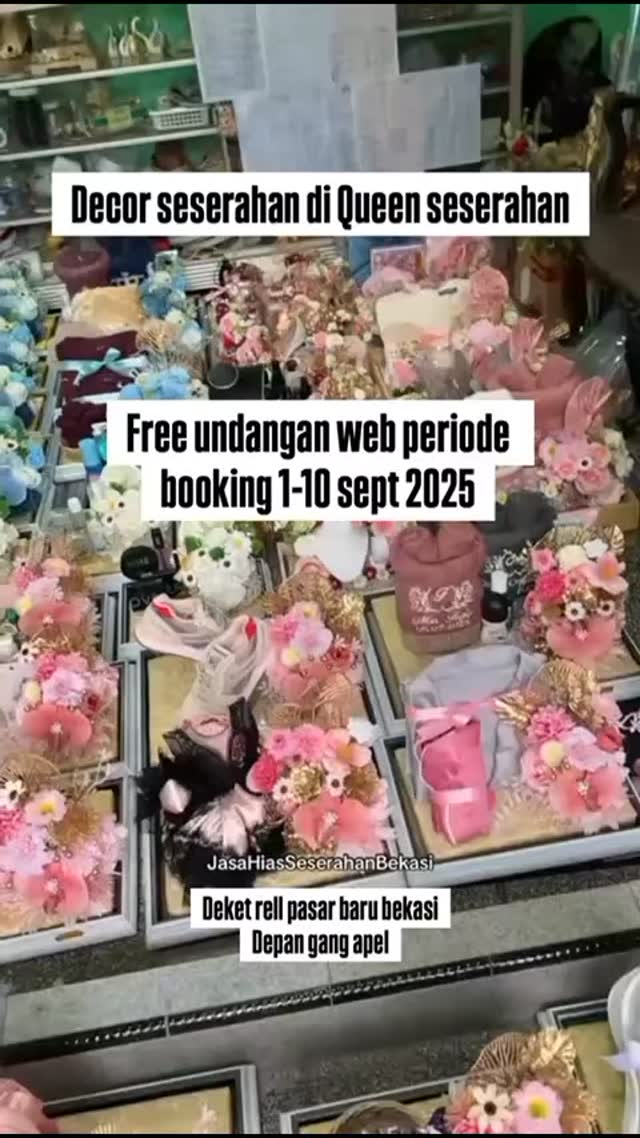 Decor seserahan di Queen seserahan
Free undangan web periode
booking 1-10 sept 2025
JasaHiasSeserahanBekasi
Deket rell pasar baru bekasi
Depan gang apel